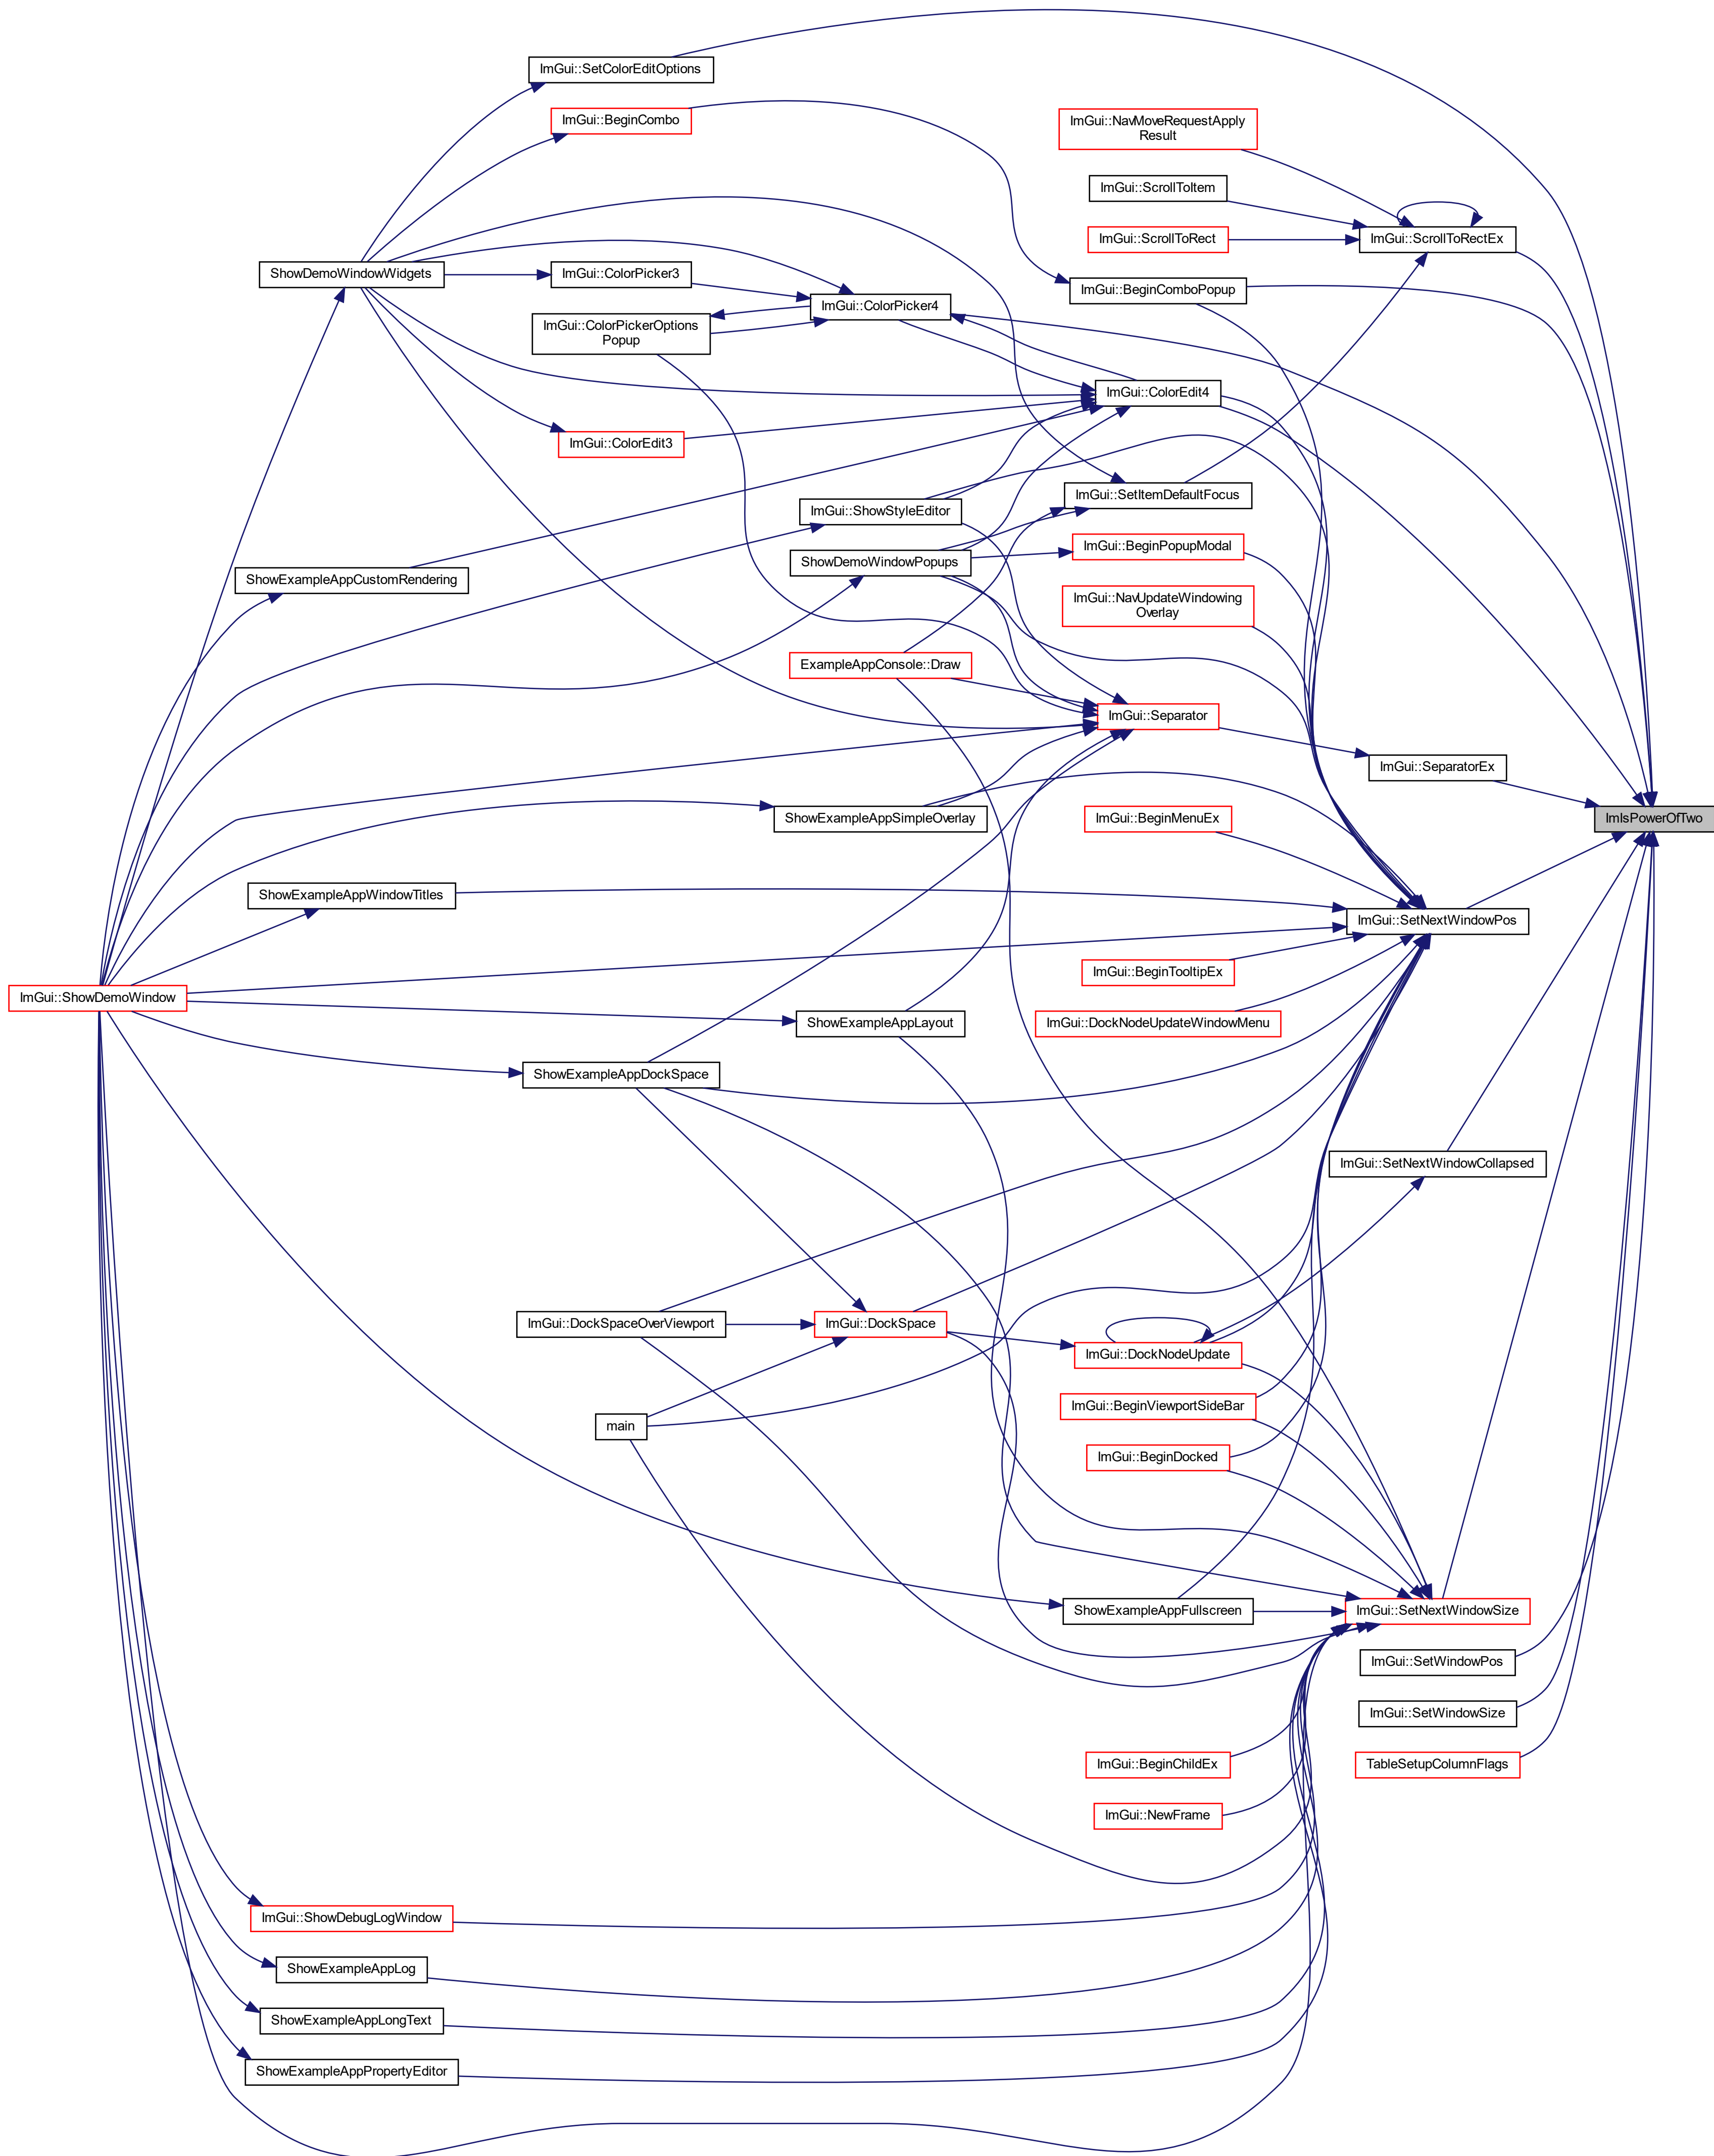 ImGui::SetColorEditOptions
ImGui::BeginCombo
ImGui::NavMoveRequestApply
Result
ImGui::ScrollToItem
ImGui::ScrollToRect
ImGui::ScrollToRectEx
ShowDemoWindowWidgets
ImGui::ColorPicker3
ImGui::BeginComboPopup
ImGui::ColorPicker4
ImGui::ColorPickerOptions
Popup
ImGui::ColorEdit4
ImGui::ColorEdit3
ImGui::SetItemDefaultFocus
ImGui::ShowStyleEditor
ImGui::BeginPopupModal
ShowDemoWindowPopups
ShowExampleAppCustomRendering
ImGui::NavUpdateWindowing
Overlay
ExampleAppConsole::Draw
ImGui::Separator
ImGui::SeparatorEx
ShowExampleAppSimpleOverlay
ImGui::BeginMenuEx
ImIsPowerOfTwo
ShowExampleAppWindowTitles
ImGui::SetNextWindowPos
ImGui::BeginTooltipEx
ImGui::ShowDemoWindow
ShowExampleAppLayout
ImGui::DockNodeUpdateWindowMenu
ShowExampleAppDockSpace
ImGui::SetNextWindowCollapsed
ImGui::DockSpaceOverViewport
ImGui::DockSpace
ImGui::DockNodeUpdate
ImGui::BeginViewportSideBar
main
ImGui::BeginDocked
ShowExampleAppFullscreen
ImGui::SetNextWindowSize
ImGui::SetWindowPos
ImGui::SetWindowSize
ImGui::BeginChildEx
TableSetupColumnFlags
ImGui::NewFrame
ImGui::ShowDebugLogWindow
ShowExampleAppLog
ShowExampleAppLongText
ShowExampleAppPropertyEditor